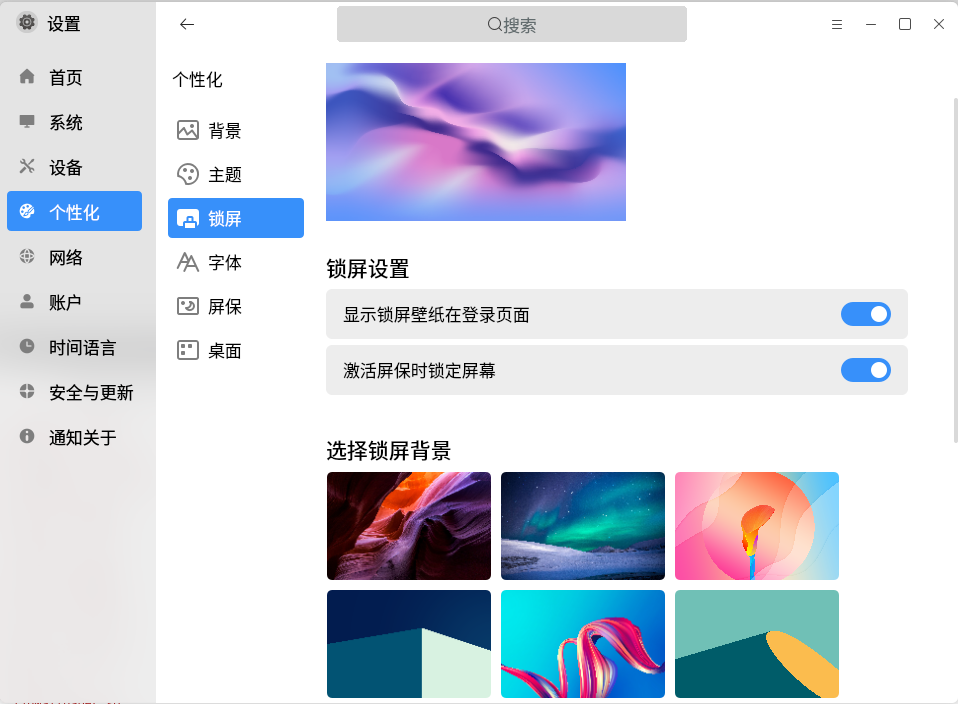 设置
搜索
首页
系统
设备
个性化
网络
账户
时间语言
安全与更新
通知关于
个性化
背景
主题
锁屏
字体
屏保
桌面
锁屏设置
显示锁屏壁纸在登录页面
激活屏保时锁定屏幕
选择锁屏背景